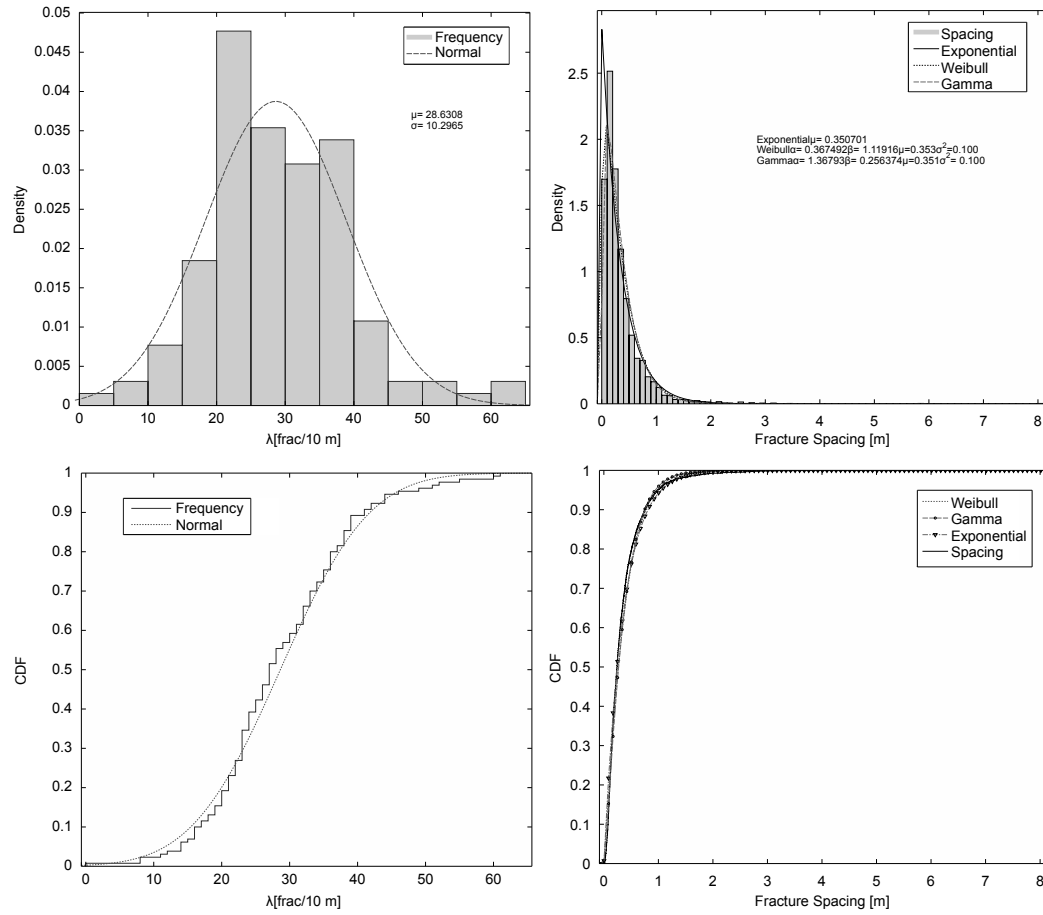 0.05
0.045
0.04
0.035
0.03
0.025
0.02
0.015
0.01
0.005
0
Density
0
10
20
30
40
50
60
λ[frac/10 m]
Frequency
Normal
μ= 28.6308
σ= 10.2965
2.5
2
1.5
1
0.5
0
Density
0
1
2
3
4
5
6
7
8
Fracture Spacing [m]
Spacing
Exponential
Weibull
Gamma
Exponentialμ= 0.350701
Weibullα= 0.367492β= 1.11916μ=0.353σ²=0.100
Gammaα= 1.36793β= 0.256374μ=0.351σ²= 0.100
1
0.9
0.8
0.7
0.6
0.5
0.4
0.3
0.2
0.1
0
CDF
0
10
20
30
40
50
60
λ[frac/10 m]
Frequency
Normal
1
0.9
0.8
0.7
0.6
0.5
0.4
0.3
0.2
0.1
0
CDF
0
1
2
3
4
5
6
7
8
Fracture Spacing [m]
Weibull
Gamma
Exponential
Spacing